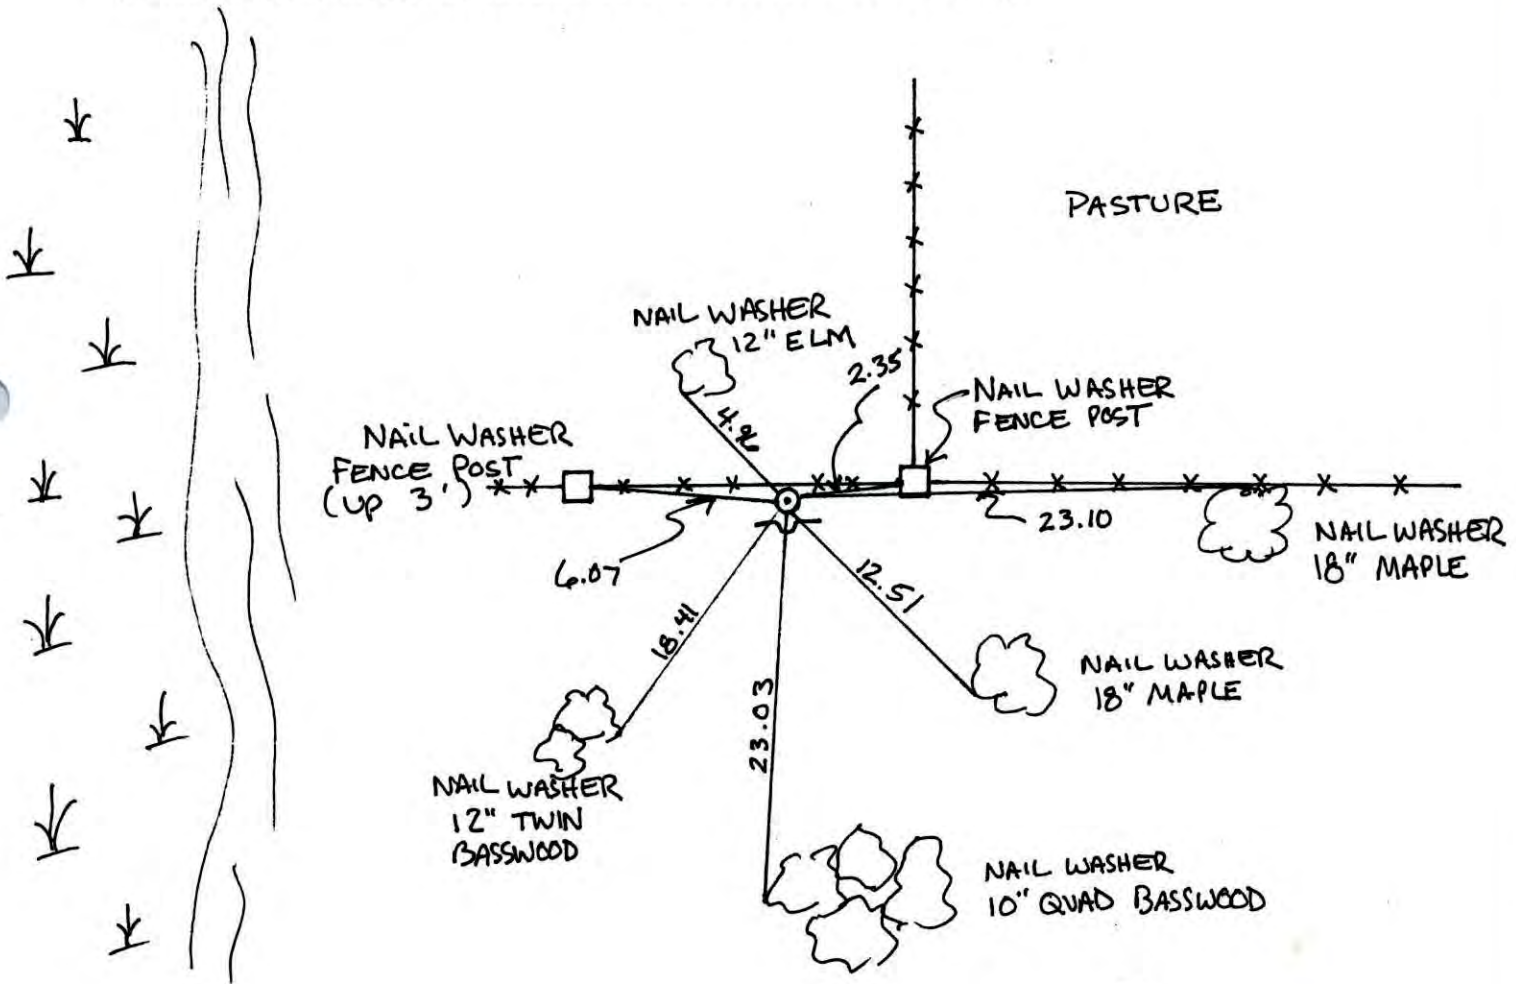 PASTURE
NAIL WASHER
12" ELM
2.35
4.96
NAIL WASHER
FENCE POST
NAIL WASHER
FENCE POST
(UP 3')
23.10
NAIL WASHER
18" MAPLE
6.07
12.51
18.41
NAIL WASHER
18" MAPLE
23.03
NAIL WASHER
12" TWIN
BASSWOOD
NAIL WASHER
10" QUAD BASSWOOD